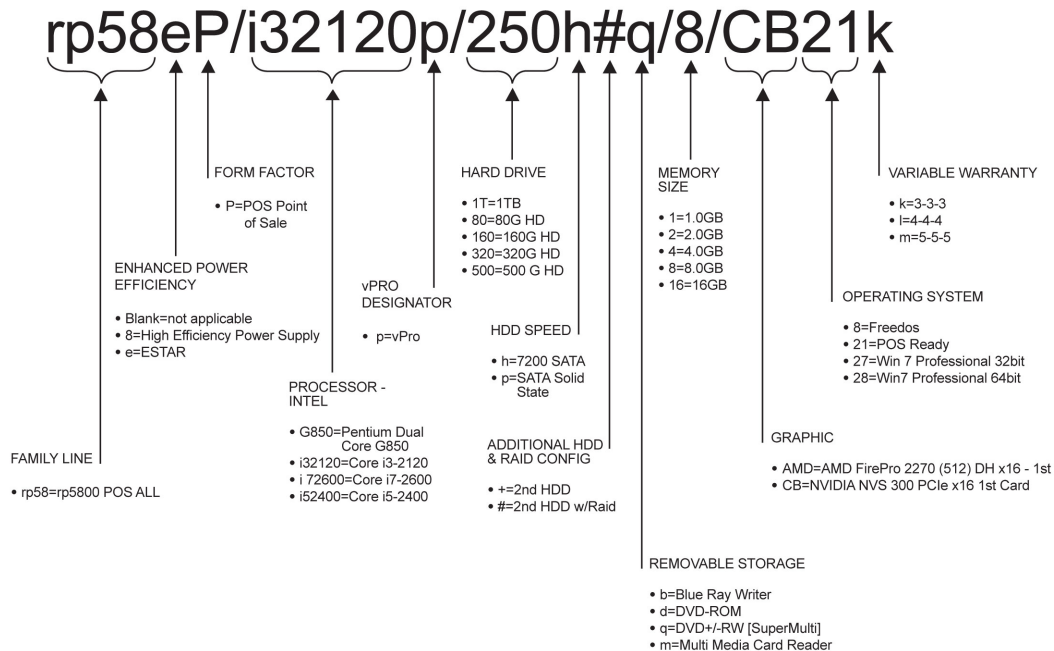 rp58eP/i32120p/250h#q/8/CB21k
FORM FACTOR
• P=POS Point
of Sale
ENHANCED POWER
EFFICIENCY
• Blank=not applicable
• 8=High Efficiency Power Supply
• e=ESTAR
FAMILY LINE
• rp58=rp5800 POS ALL
PROCESSOR -
INTEL
• G850=Pentium Dual
Core G850
• i32120=Core i3-2120
• i 72600=Core i7-2600
• i52400=Core i5-2400
vPRO
DESIGNATOR
• p=vPro
HARD DRIVE
• 1T=1TB
• 80=80G HD
• 160=160G HD
• 320=320G HD
• 500=500 G HD
HDD SPEED
• h=7200 SATA
• p=SATA Solid
State
ADDITIONAL HDD
& RAID CONFIG
• +=2nd HDD
• #=2nd HDD w/Raid
REMOVABLE STORAGE
• b=Blue Ray Writer
• d=DVD-ROM
• q=DVD+/-RW [SuperMulti]
• m=Multi Media Card Reader
MEMORY
SIZE
• 1=1.0GB
• 2=2.0GB
• 4=4.0GB
• 8=8.0GB
• 16=16GB
GRAPHIC
• AMD=AMD FirePro 2270 (512) DH x16 - 1st
• CB=NVIDIA NVS 300 PCIe x16 1st Card
OPERATING SYSTEM
• 8=Freedos
• 21=POS Ready
• 27=Win 7 Professional 32bit
• 28=Win7 Professional 64bit
VARIABLE WARRANTY
• k=3-3-3
• l=4-4-4
• m=5-5-5